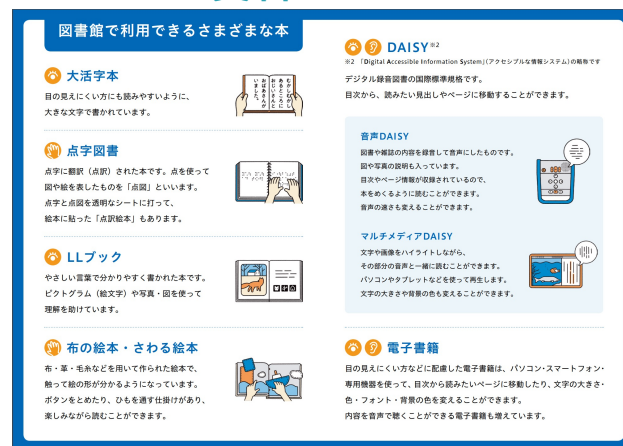 図書館で利用できるさまざまな本
大活字本
目の見えにくい方にも読みやすいように、
大きな文字で書かれています。
むかしむかし
あるところに
おじいさんと
おばあさんが
いました。
点字図書
点字に翻訳（点訳）された本です。点を使って
図や絵を表したものを「点図」といいます。
点字と点図を透明なシートに打って、
絵本に貼った「点訳絵本」もあります。
LLブック
やさしい言葉で分かりやすく書かれた本です。
ピクトグラム（絵文字）や写真・図を使って
理解を助けています。
布の絵本・さわる絵本
布・革・毛糸などを用いて作られた絵本で、
触って絵の形が分かるようになっています。
ボタンをとめたり、ひもを通す仕掛けがあり、
楽しみながら読むことができます。
DAISY※2
※2 「Digital Accessible Information System」（アクセシブルな情報システム）の略称です
デジタル録音図書の国際標準規格です。
目次から、読みたい見出しやページに移動することができます。
音声DAISY
図書や雑誌の内容を録音して音声にしたものです。
図や写真の説明も入っています。
目次やページ情報が収録されているので、
本をめくるように読むことができます。
音声の速さも変えることができます。
マルチメディアDAISY
文字や画像をハイライトしながら、
その部分の音声と一緒に読むことができます。
パソコンやタブレットなどを使って再生します。
文字の大きさや背景の色も変えることができます。
電子書籍
目の見えにくい方などに配慮した電子書籍は、パソコン・スマートフォン・
専用機器を使って、目次から読みたいページに移動したり、文字の大きさ・
色・フォント・背景の色を変えることができます。
内容を音声で聴くことができる電子書籍も増えています。